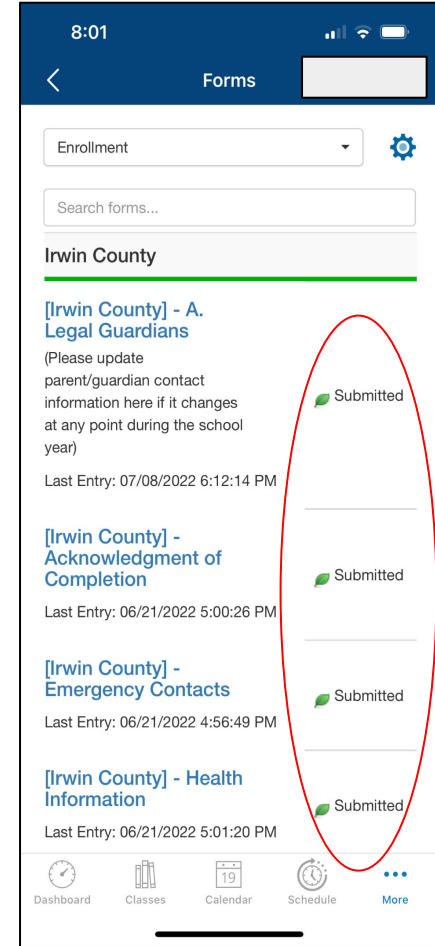 8:01
Forms
Enrollment
Search forms...
Irwin County
[Irwin County] - A.
Legal Guardians
(Please update
parent/guardian contact
information here if it changes
at any point during the school
year)
Submitted
Last Entry: 07/08/2022 6:12:14 PM
[Irwin County] -
Acknowledgment of
Completion
Submitted
Last Entry: 06/21/2022 5:00:26 PM
[Irwin County] -
Emergency Contacts
Submitted
Last Entry: 06/21/2022 4:56:49 PM
[Irwin County] - Health
Information
Submitted
Last Entry: 06/21/2022 5:01:20 PM
19
Dashboard Classes Calendar Schedule More